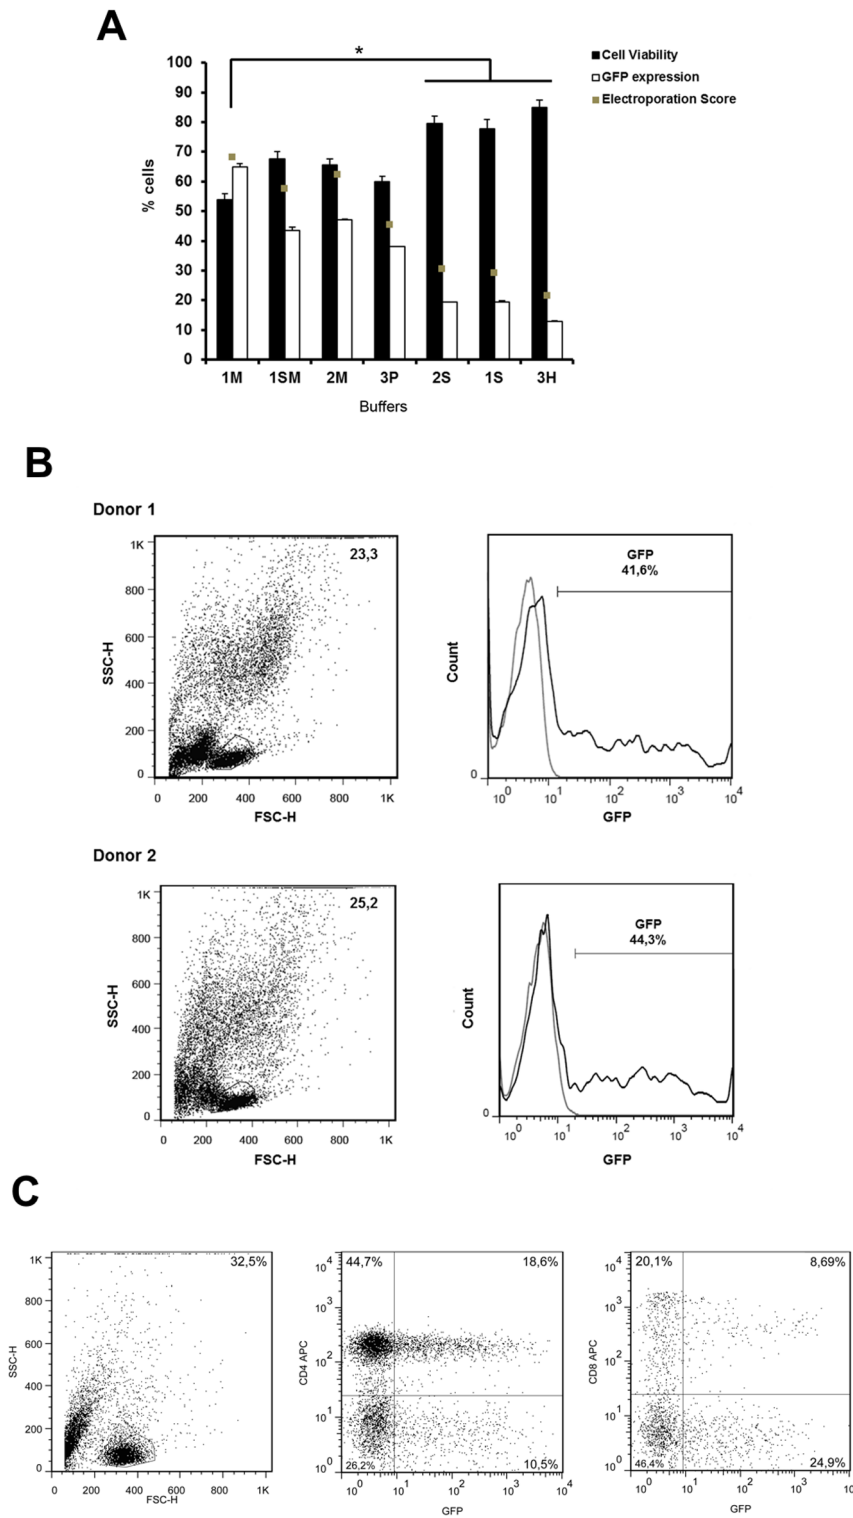 A
*
Cell Viability
GFP expression
Electroporation Score
% cells
100
90
80
70
60
50
40
30
20
10
0
1M 1SM 2M 3P 2S 1S 3H
Buffers
B
Donor 1
23,3
SSC-H
1K
800
600
400
200
0
0 200 400 600 800 1K
FSC-H
GFP
41,6%
Count
0
10^0 10^1 10^2 10^3 10^4
GFP
Donor 2
25,2
SSC-H
1K
800
600
400
200
0
0 200 400 600 800 1K
FSC-H
GFP
44,3%
Count
0
10^0 10^1 10^2 10^3 10^4
GFP
C
32,5%
SSC-H
1K
800
600
400
200
0
0 200 400 600 800 1K
FSC-H
44,7% 18,6%
CD4 APC
10^4
10^3
10^2
10^1
10^0
26,2% 10,5%
10^0 10^1 10^2 10^3 10^4
GFP
20,1% 8,69%
CD8 APC
10^4
10^3
10^2
10^1
10^0
46,4% 24,9%
10^0 10^1 10^2 10^3 10
GFP